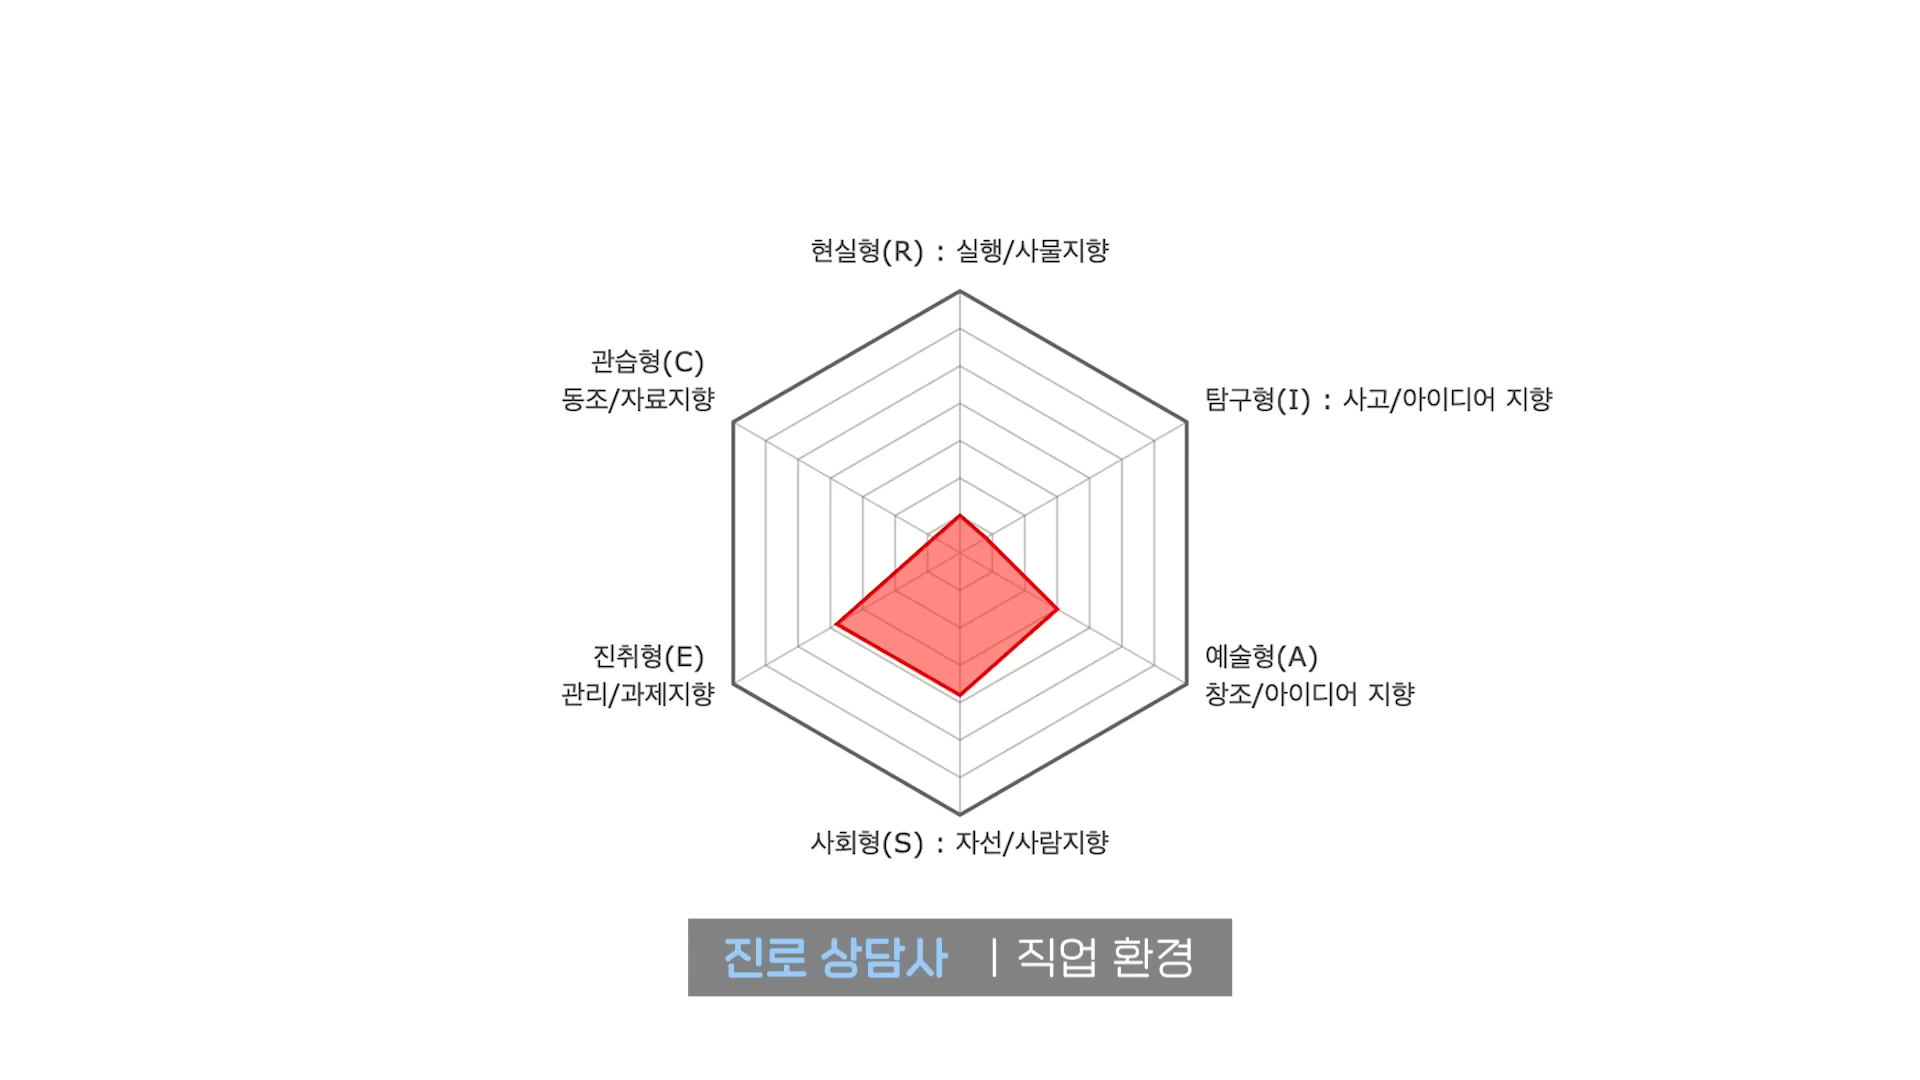 현실형(R) : 실행/사물지향
관습형(C)
동조/자료지향
탐구형(I) : 사고/아이디어 지향
진취형(E)
관리/과제지향
예술형(A)
창조/아이디어 지향
사회형(S) : 자선/사람지향
진로 상담사 | 직업 환경